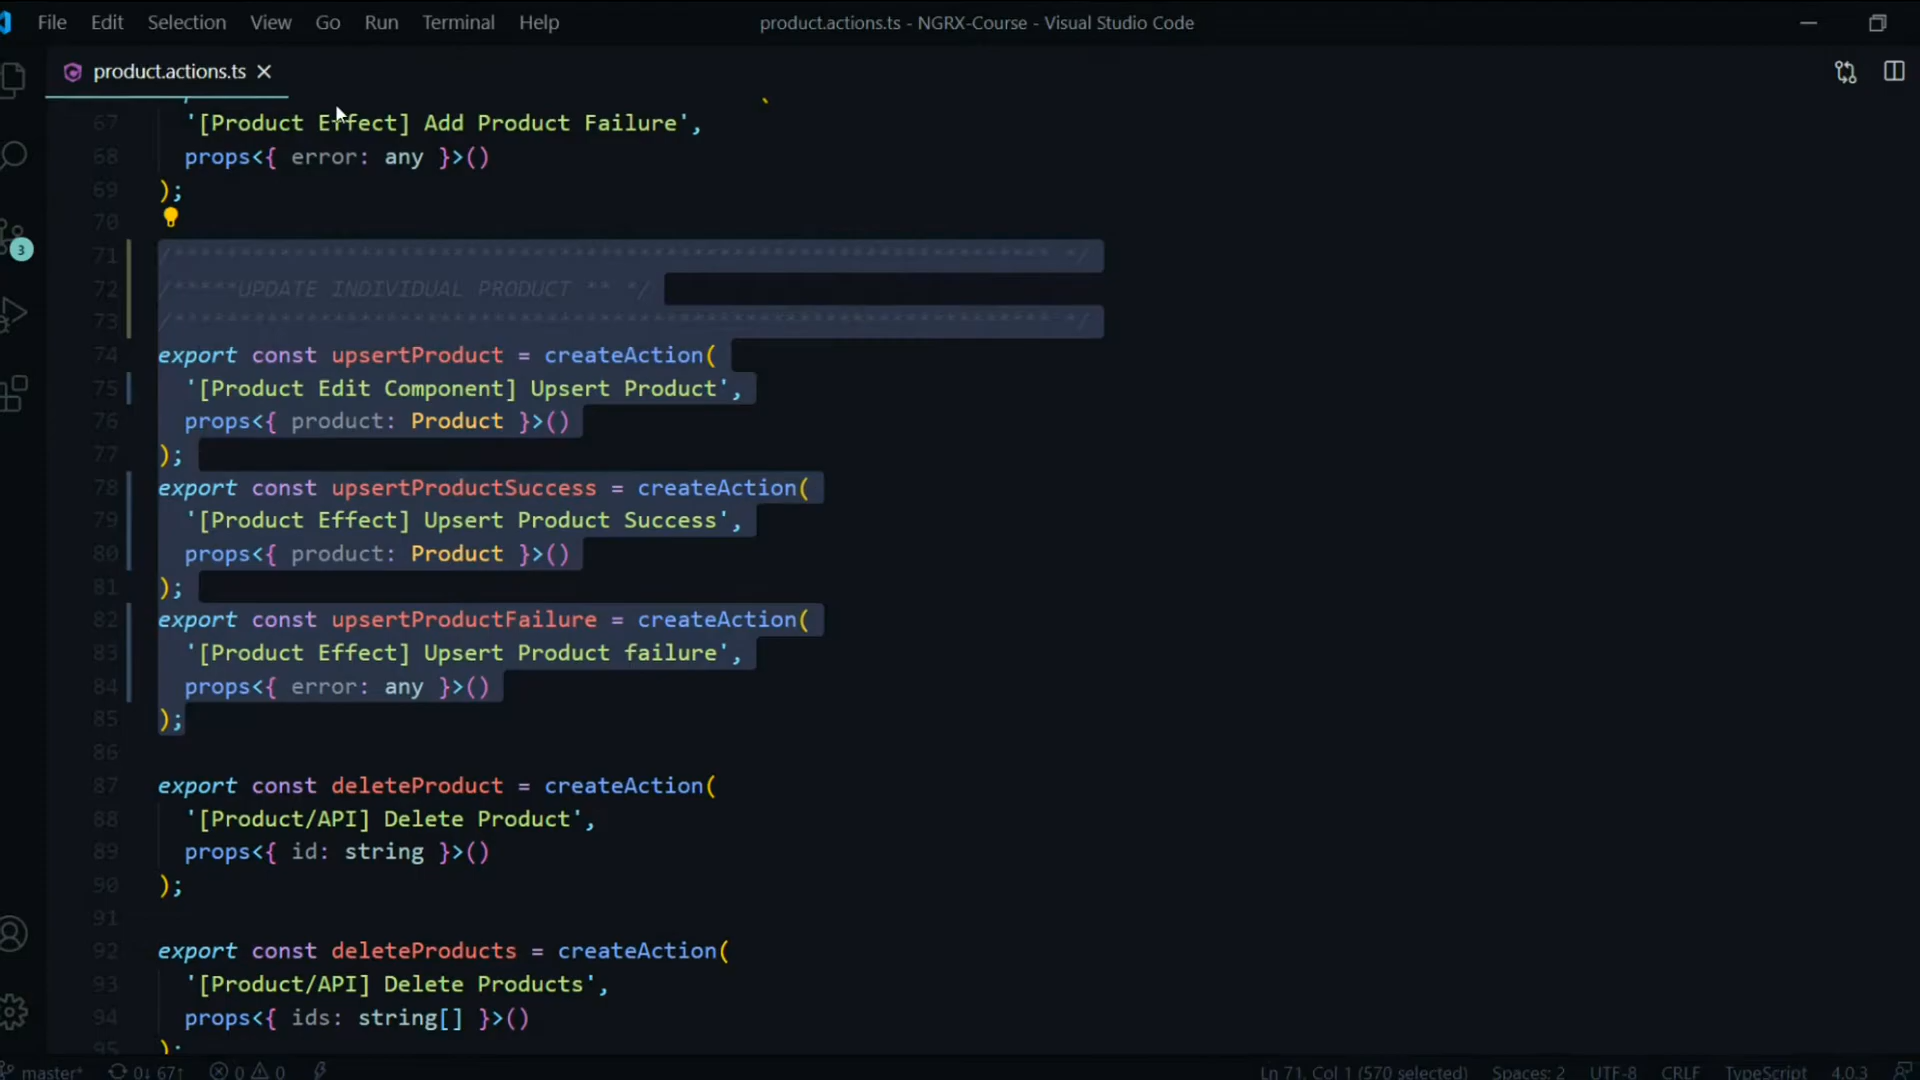 File Edit Selection View Go Run Terminal Help product.actions.ts - NGRX-Course - Visual Studio Code
product.actions.ts
67 '[Product Effect] Add Product Failure',
68 props<{ error: any }>()
69 );
70
71 /****************************************************************** */
72 /*****UPDATE INDIVIDUAL PRODUCT ** */
73 /****************************************************************** */
74 export const upsertProduct = createAction(
75 '[Product Edit Component] Upsert Product',
76 props<{ product: Product }>()
77 );
78 export const upsertProductSuccess = createAction(
79 '[Product Effect] Upsert Product Success',
80 props<{ product: Product }>()
81 );
82 export const upsertProductFailure = createAction(
83 '[Product Effect] Upsert Product failure',
84 props<{ error: any }>()
85 );
86
87 export const deleteProduct = createAction(
88 '[Product/API] Delete Product',
89 props<{ id: string }>()
90 );
91
92 export const deleteProducts = createAction(
93 '[Product/API] Delete Products',
94 props<{ ids: string[] }>()
95 );
3
master* 0↓ 67↑ 0 0 Ln 71, Col 1 (570 selected) Spaces: 2 UTF-8 CRLF TypeScript 4.0.3